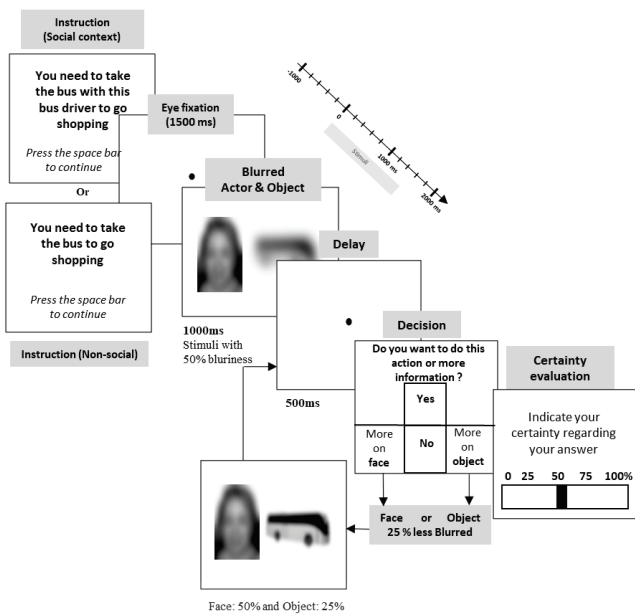 Instruction
(Social context)
You need to take
the bus with this
bus driver to go
shopping
Press the space bar
to continue
Or
You need to take
the bus to go
shopping
Press the space bar
to continue
Instruction (Non-social)
Eye fixation
(1500 ms)
-1000
0
1000 ms
2000 ms
Stimuli
Blurred
Actor & Object
1000ms
Stimuli with
50% bluriness
Delay
500ms
Decision
Do you want to do this
action or more
information ?
Yes
No
More
on
face
More
on
object
Face or Object
25 % less Blurred
Certainty
evaluation
Indicate your
certainty regarding
your answer
0 25 50 75 100%
Face: 50% and Object: 25%